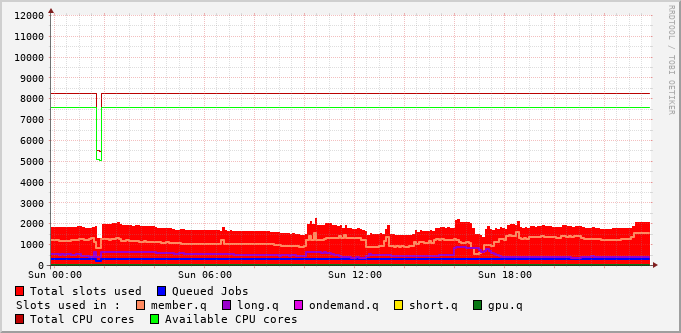 12000
11000
10000
9000
8000
7000
6000
5000
4000
3000
2000
1000
0
Sun 00:00 Sun 06:00 Sun 12:00 Sun 18:00
Total slots used Queued Jobs
Slots used in : member.q long.q ondemand.q short.q gpu.q
Total CPU cores Available CPU cores
RRDTOOL / TOBI OETIKER